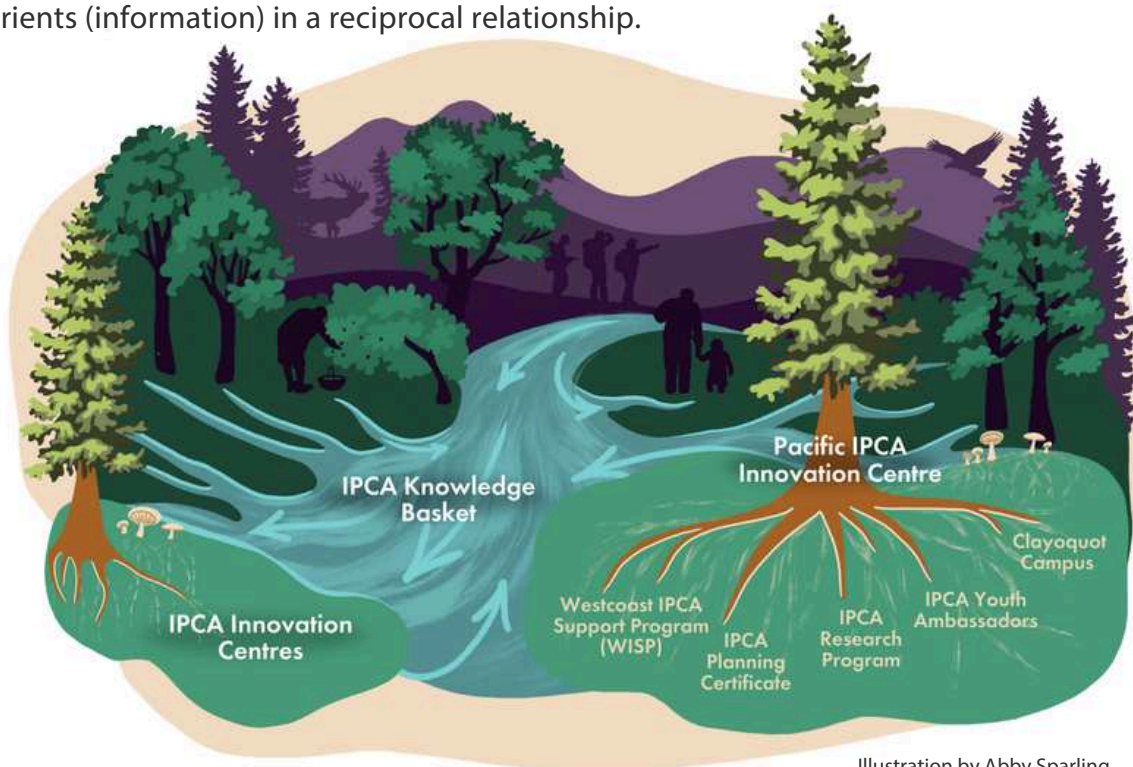 rients (information) in a reciprocal relationship.
Pacific IPCA
Innovation Centre
IPCA Knowledge
Basket
Clayoquot
Campus
Westcoast IPCA
Support Program
(WISP)
IPCA
Planning
Certificate
IPCA
Research
Program
IPCA Youth
Ambassadors
IPCA Innovation
Centres
Illustration by Abby Sparling